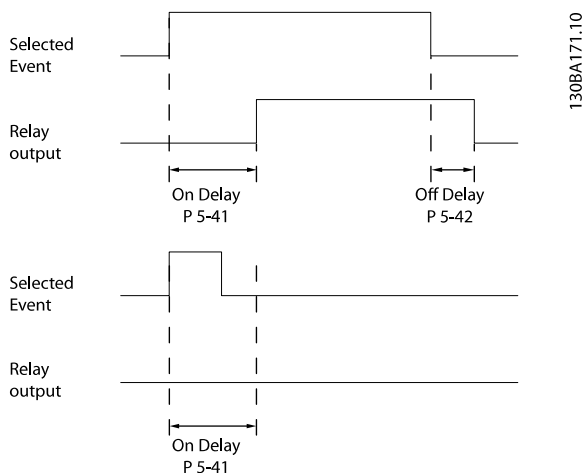 Selected
Event
Relay
output
On Delay
P 5-41
Off Delay
P 5-42
130BA171.10
Selected
Event
Relay
output
On Delay
P 5-41